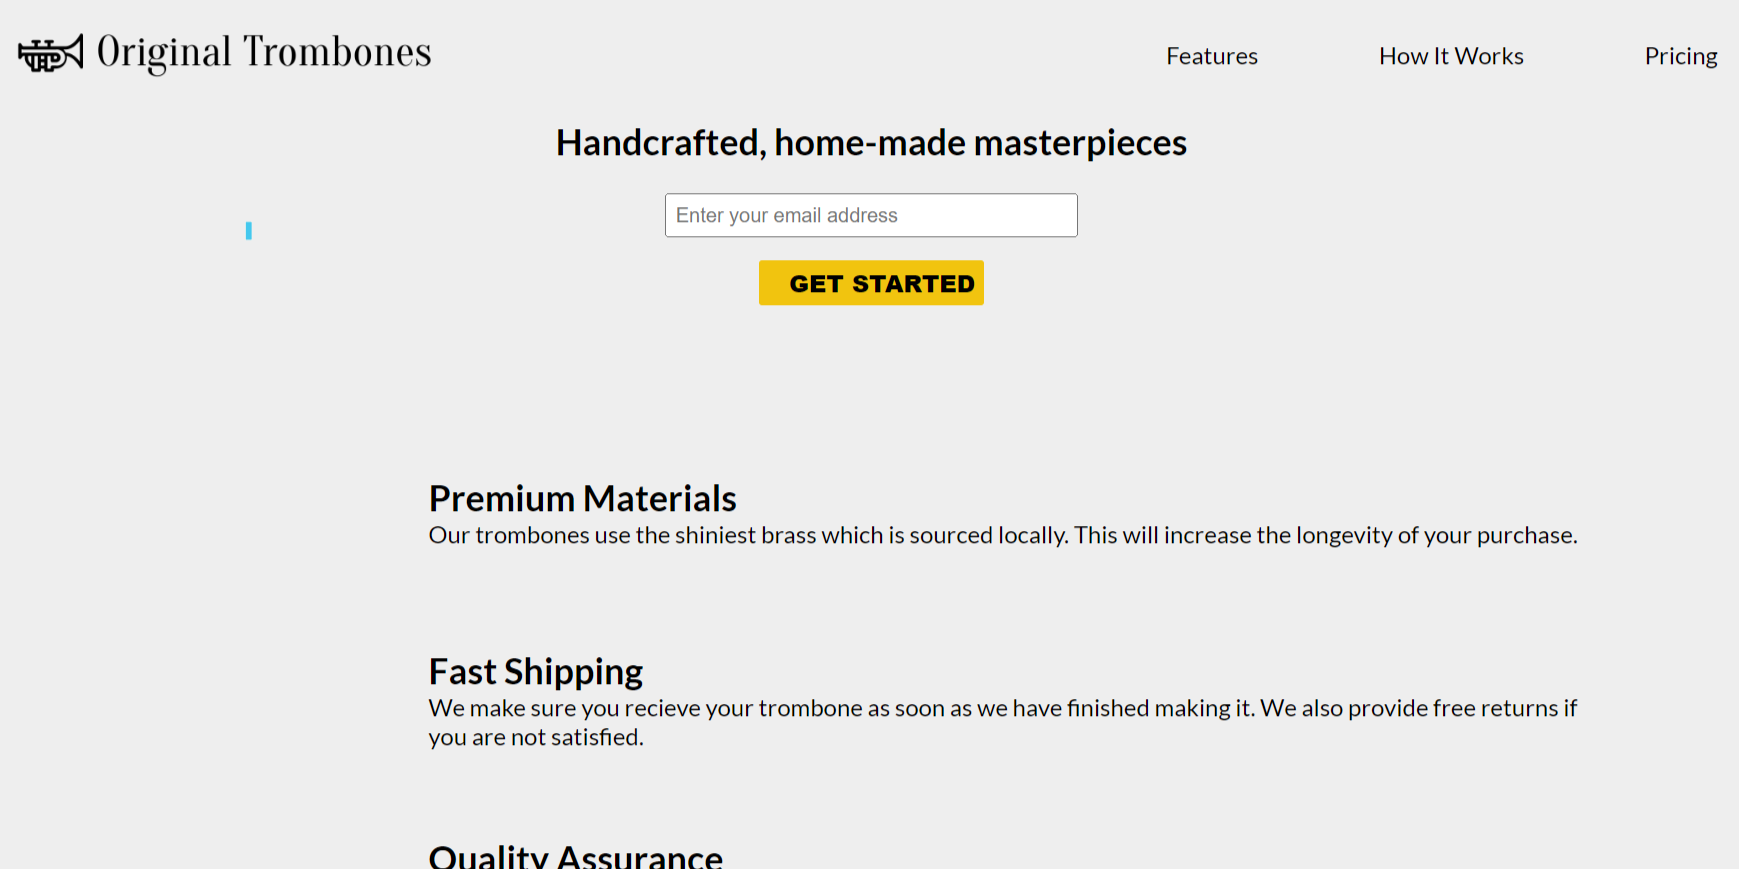 Original Trombones
Features
How It Works
Pricing
Handcrafted, home-made masterpieces
Enter your email address
GET STARTED
Premium Materials
Our trombones use the shiniest brass which is sourced locally. This will increase the longevity of your purchase.
Fast Shipping
We make sure you recieve your trombone as soon as we have finished making it. We also provide free returns if
you are not satisfied.
Quality Assurance